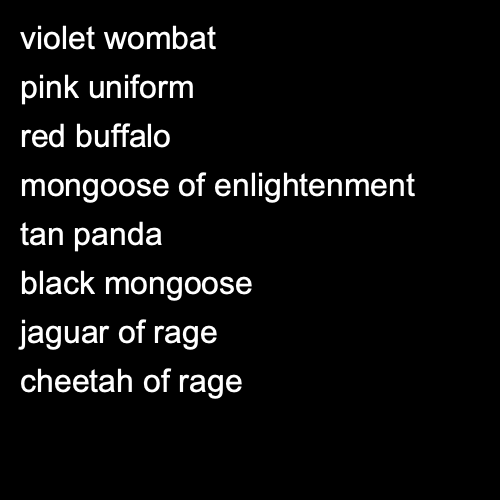 violet wombat
pink uniform
red buffalo
mongoose of enlightenment
tan panda
black mongoose
jaguar of rage
cheetah of rage